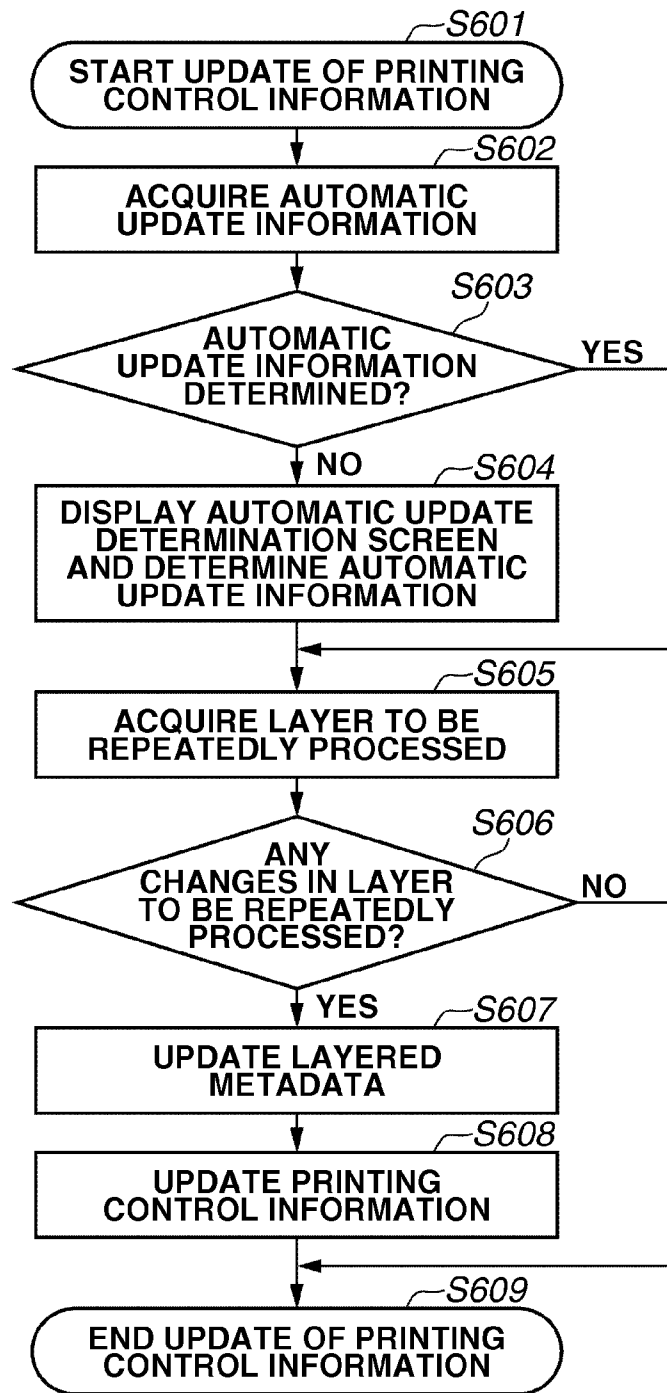 S601
START UPDATE OF PRINTING
CONTROL INFORMATION
S602
ACQUIRE AUTOMATIC
UPDATE INFORMATION
S603
AUTOMATIC
UPDATE INFORMATION
DETERMINED?
YES
NO
S604
DISPLAY AUTOMATIC UPDATE
DETERMINATION SCREEN
AND DETERMINE AUTOMATIC
UPDATE INFORMATION
S605
ACQUIRE LAYER TO BE
REPEATEDLY PROCESSED
S606
ANY
CHANGES IN LAYER
TO BE REPEATEDLY
PROCESSED?
NO
YES
S607
UPDATE LAYERED
METADATA
S608
UPDATE PRINTING
CONTROL INFORMATION
S609
END UPDATE OF PRINTING
CONTROL INFORMATION